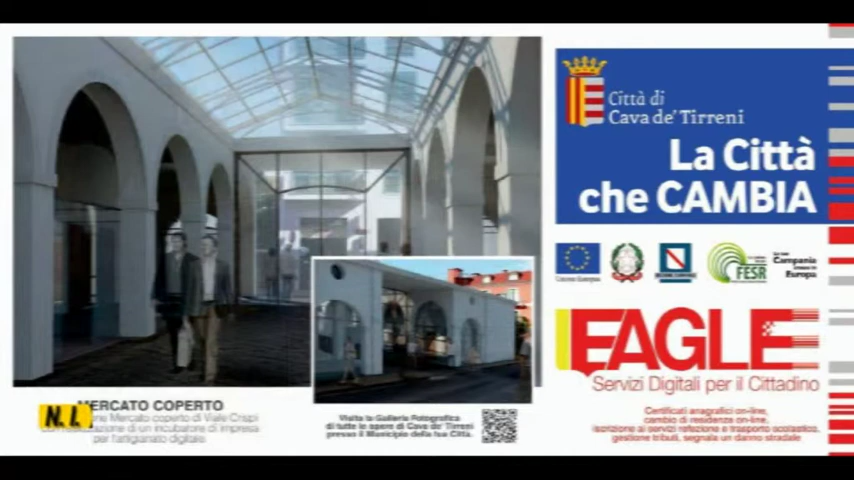 Città di
Cava de' Tirreni
La Città
che CAMBIA
Unione Europea
FESR
Campania
Europa
EAGLE
Servizi Digitali per il Cittadino
Certificati anagrafici on-line,
cambio di residenza on-line,
iscrizione ai servizi refezione e trasporto scolastico,
gestione tributi, segnala un danno stradale
N. I.
MERCATO COPERTO
Mercato coperto di Viale Crispi
di un incubatore di impresa
per l'artigianato digitale.
Visita la Galleria Fotografica
di tutte le opere di Cava de' Tirreni
presso il Municipio della tua Città.